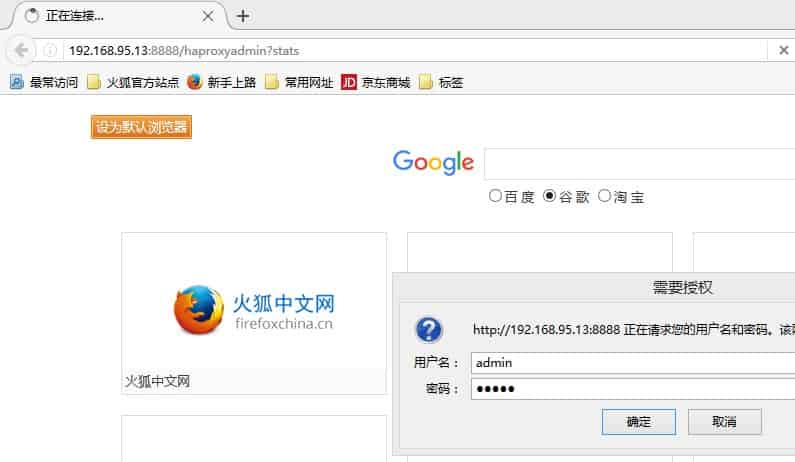 正在连接...
192.168.95.13:8888/haproxyadmin?stats
最常访问 火狐官方站点 新手上路 常用网址 JD 京东商城 标签
设为默认浏览器
Google
百度 谷歌 淘宝
火狐中文网
firefoxchina.cn
火狐中文网
需要授权
http://192.168.95.13:8888 正在请求您的用户名和密码。该
用户名： admin
密码： ●●●●●
确定 取消